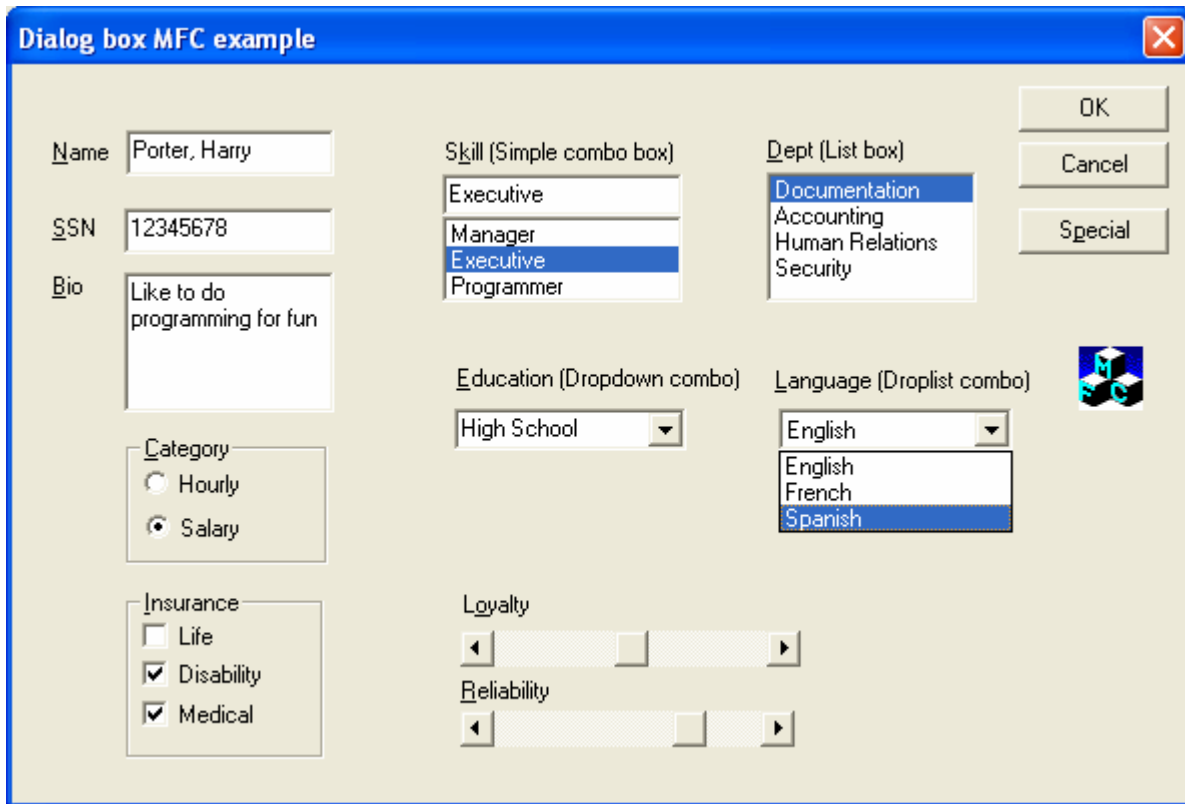 Dialog box MFC example
Name
Porter, Harry
SSN
12345678
Bio
Like to do
programming for fun
Category
Hourly
Salary
Insurance
Life
Disability
Medical
Skill (Simple combo box)
Executive
Manager
Executive
Programmer
Dept (List box)
Documentation
Accounting
Human Relations
Security
OK
Cancel
Special
Education (Dropdown combo)
High School
Language (Droplist combo)
English
English
French
Spanish
M
F C
Loyalty
Reliability